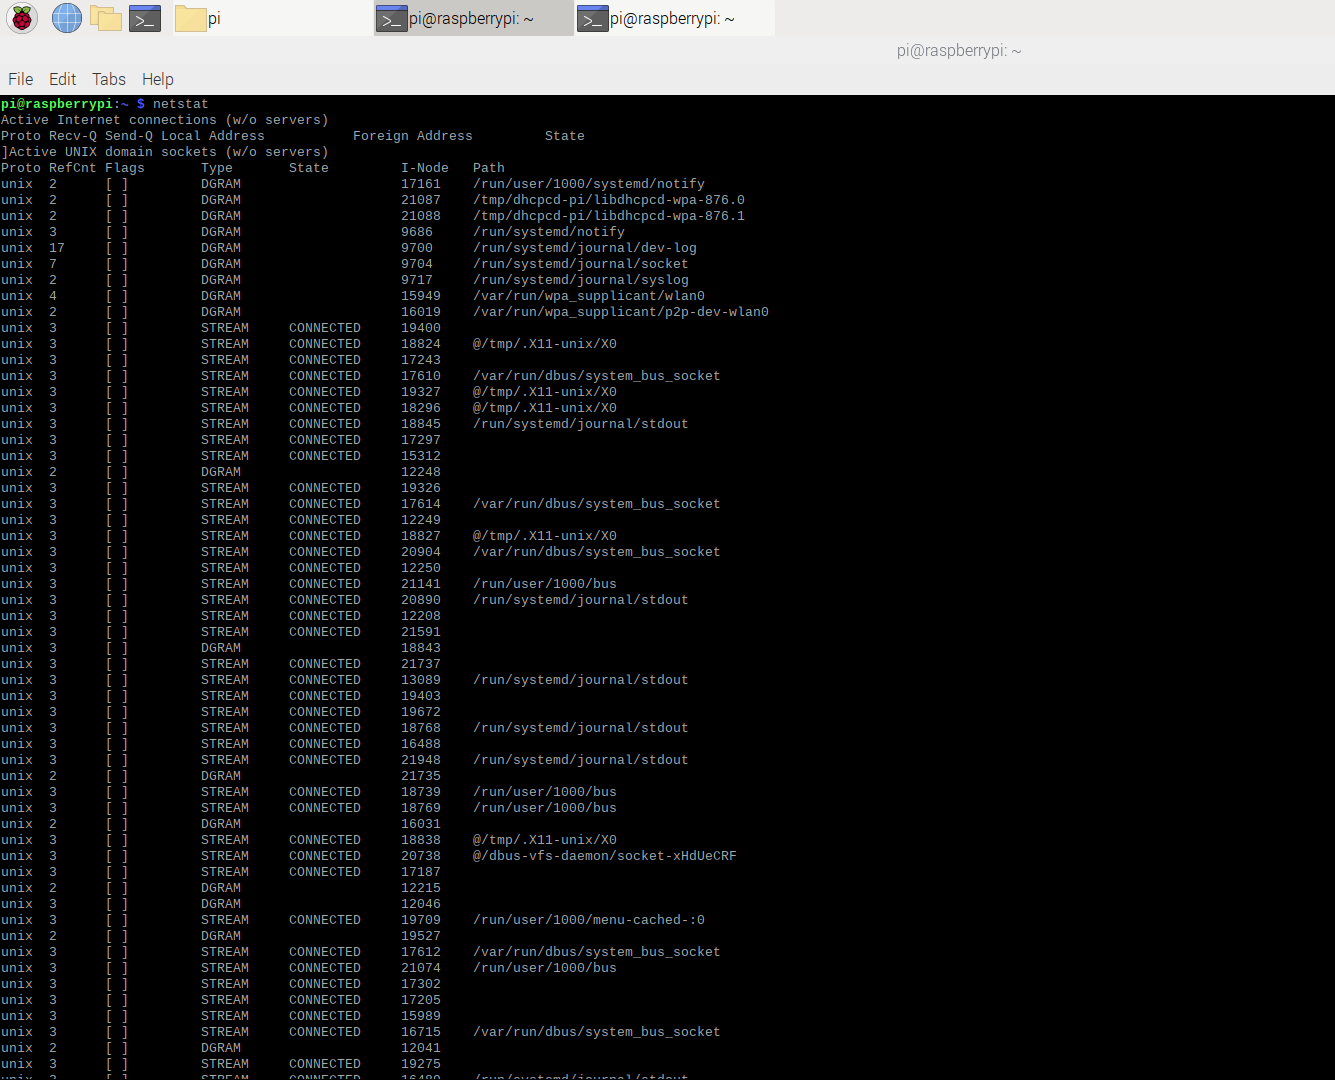 pi pi@raspberrypi: ~ pi@raspberrypi: ~
pi@raspberrypi: ~
File Edit Tabs Help
pi@raspberrypi:~ $ netstat
Active Internet connections (w/o servers)
Proto Recv-Q Send-Q Local Address           Foreign Address         State
]Active UNIX domain sockets (w/o servers)
Proto RefCnt Flags       Type       State         I-Node   Path
unix  2      [ ]         DGRAM                    17161    /run/user/1000/systemd/notify
unix  2      [ ]         DGRAM                    21087    /tmp/dhcpcd-pi/libdhcpcd-wpa-876.0
unix  2      [ ]         DGRAM                    21088    /tmp/dhcpcd-pi/libdhcpcd-wpa-876.1
unix  3      [ ]         DGRAM                    9686     /run/systemd/notify
unix  17     [ ]         DGRAM                    9700     /run/systemd/journal/dev-log
unix  7      [ ]         DGRAM                    9704     /run/systemd/journal/socket
unix  2      [ ]         DGRAM                    9717     /run/systemd/journal/syslog
unix  4      [ ]         DGRAM                    15949    /var/run/wpa_supplicant/wlan0
unix  2      [ ]         DGRAM                    16019    /var/run/wpa_supplicant/p2p-dev-wlan0
unix  3      [ ]         STREAM     CONNECTED     19400
unix  3      [ ]         STREAM     CONNECTED     18824    @/tmp/.X11-unix/X0
unix  3      [ ]         STREAM     CONNECTED     17243
unix  3      [ ]         STREAM     CONNECTED     17610    /var/run/dbus/system_bus_socket
unix  3      [ ]         STREAM     CONNECTED     19327    @/tmp/.X11-unix/X0
unix  3      [ ]         STREAM     CONNECTED     18296    @/tmp/.X11-unix/X0
unix  3      [ ]         STREAM     CONNECTED     18845    /run/systemd/journal/stdout
unix  3      [ ]         STREAM     CONNECTED     17297
unix  3      [ ]         STREAM     CONNECTED     15312
unix  2      [ ]         DGRAM                    12248
unix  3      [ ]         STREAM     CONNECTED     19326
unix  3      [ ]         STREAM     CONNECTED     17614    /var/run/dbus/system_bus_socket
unix  3      [ ]         STREAM     CONNECTED     12249
unix  3      [ ]         STREAM     CONNECTED     18827    @/tmp/.X11-unix/X0
unix  3      [ ]         STREAM     CONNECTED     20904    /var/run/dbus/system_bus_socket
unix  3      [ ]         STREAM     CONNECTED     12250
unix  3      [ ]         STREAM     CONNECTED     21141    /run/user/1000/bus
unix  3      [ ]         STREAM     CONNECTED     20890    /run/systemd/journal/stdout
unix  3      [ ]         STREAM     CONNECTED     12208
unix  3      [ ]         STREAM     CONNECTED     21591
unix  3      [ ]         DGRAM                    18843
unix  3      [ ]         STREAM     CONNECTED     21737
unix  3      [ ]         STREAM     CONNECTED     13089    /run/systemd/journal/stdout
unix  3      [ ]         STREAM     CONNECTED     19403
unix  3      [ ]         STREAM     CONNECTED     19672
unix  3      [ ]         STREAM     CONNECTED     18768    /run/systemd/journal/stdout
unix  3      [ ]         STREAM     CONNECTED     16488
unix  3      [ ]         STREAM     CONNECTED     21948    /run/systemd/journal/stdout
unix  2      [ ]         DGRAM                    21735
unix  3      [ ]         STREAM     CONNECTED     18739    /run/user/1000/bus
unix  3      [ ]         STREAM     CONNECTED     18769    /run/user/1000/bus
unix  2      [ ]         DGRAM                    16031
unix  3      [ ]         STREAM     CONNECTED     18838    @/tmp/.X11-unix/X0
unix  3      [ ]         STREAM     CONNECTED     20738    @/dbus-vfs-daemon/socket-xHdUeCRF
unix  3      [ ]         STREAM     CONNECTED     17187
unix  2      [ ]         DGRAM                    12215
unix  3      [ ]         DGRAM                    12046
unix  3      [ ]         STREAM     CONNECTED     19709    /run/user/1000/menu-cached-:0
unix  2      [ ]         DGRAM                    19527
unix  3      [ ]         STREAM     CONNECTED     17612    /var/run/dbus/system_bus_socket
unix  3      [ ]         STREAM     CONNECTED     21074    /run/user/1000/bus
unix  3      [ ]         STREAM     CONNECTED     17302
unix  3      [ ]         STREAM     CONNECTED     17205
unix  3      [ ]         STREAM     CONNECTED     15989
unix  3      [ ]         STREAM     CONNECTED     16715    /var/run/dbus/system_bus_socket
unix  2      [ ]         DGRAM                    12041
unix  3      [ ]         STREAM     CONNECTED     19275